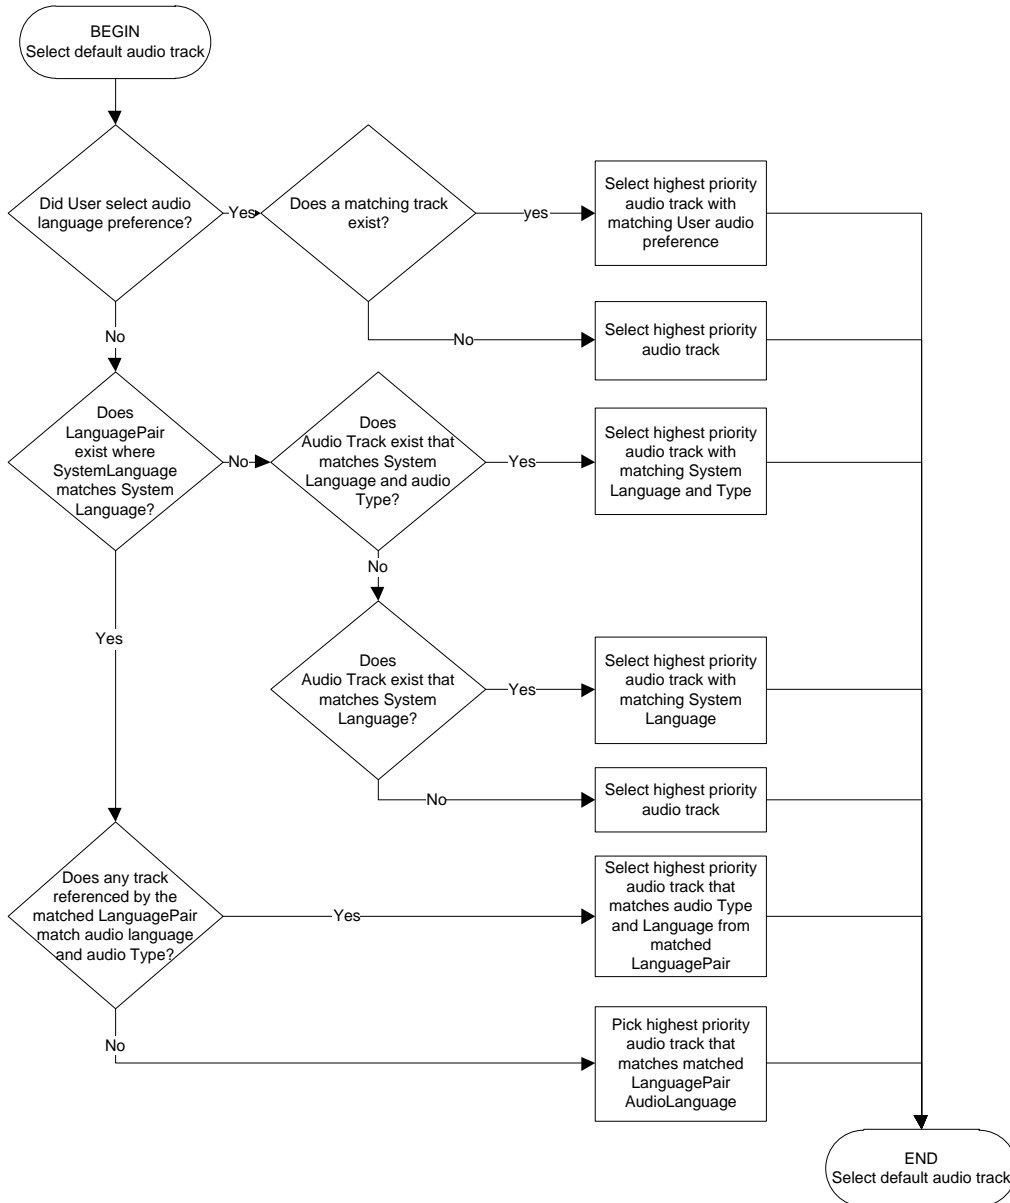 BEGIN
Select default audio track
Did User select audio
language preference?
Yes
Does a matching track
exist?
yes
Select highest priority
audio track with
matching User audio
preference
No
No
Select highest priority
audio track
Does
LanguagePair
exist where
SystemLanguage
matches System
Language?
No
Does
Audio Track exist that
matches System
Language and audio
Type?
Yes
Select highest priority
audio track with
matching System
Language and Type
No
Yes
Does
Audio Track exist that
matches System
Language?
Yes
Select highest priority
audio track with
matching System
Language
No
Select highest priority
audio track
Does any track
referenced by the
matched LanguagePair
match audio language
and audio Type?
Yes
Select highest priority
audio track that
matches audio Type
and Language from
matched
LanguagePair
No
Pick highest priority
audio track that
matches matched
LanguagePair
AudioLanguage
END
Select default audio track